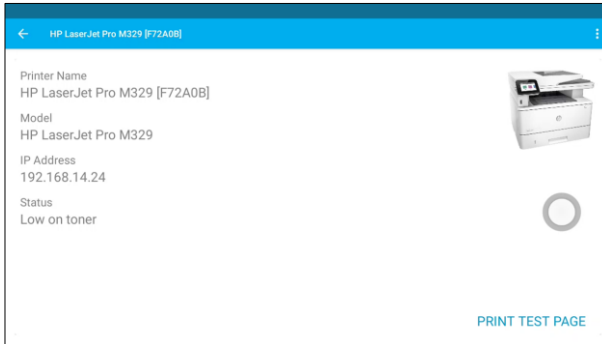 HP LaserJet Pro M329 [F72A0B]
Printer Name
HP LaserJet Pro M329 [F72A0B]
Model
HP LaserJet Pro M329
IP Address
192.168.14.24
Status
Low on toner
PRINT TEST PAGE